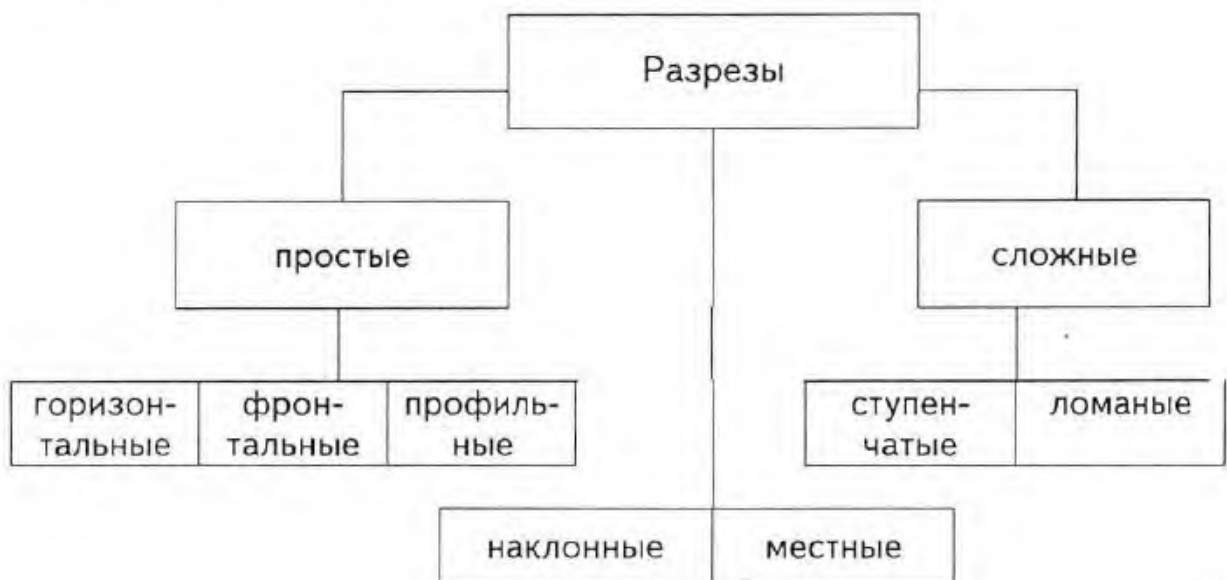 Разрезы
простые
сложные
горизон-
тальные
фрон-
тальные
профиль-
ные
ступен-
чатые
ломаные
наклонные
местные